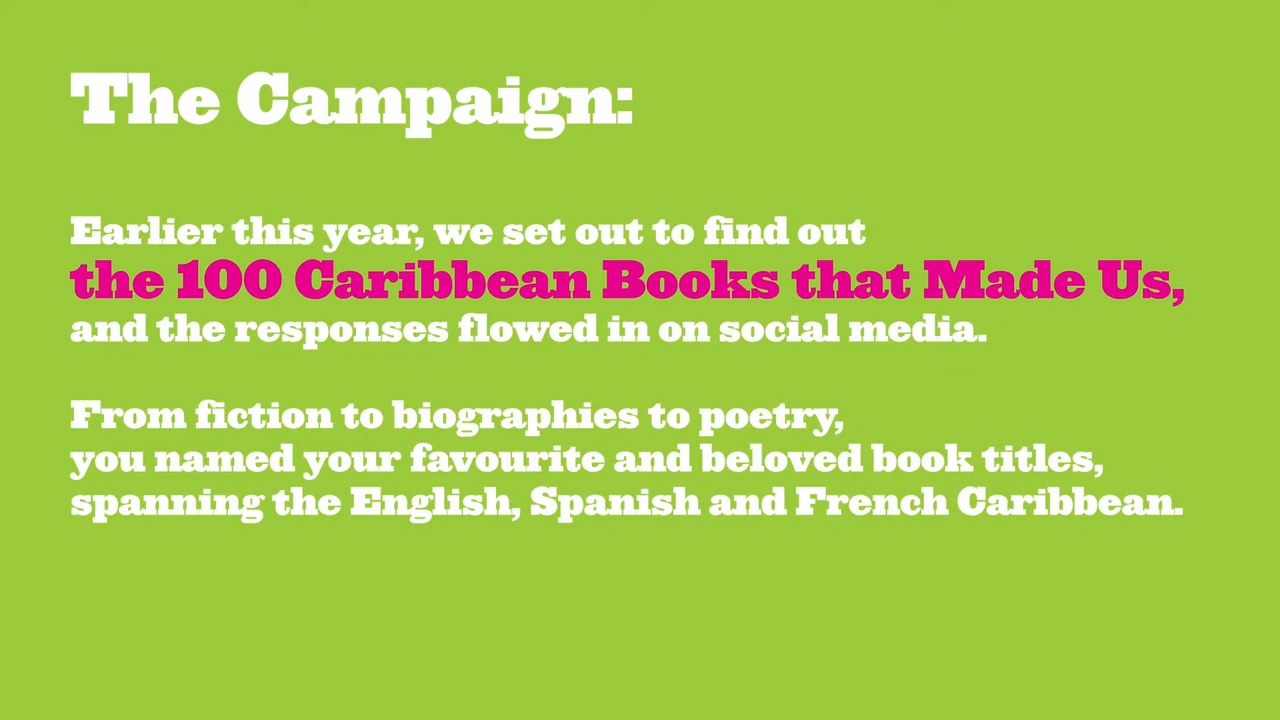 The Campaign:
Earlier this year, we set out to find out
the 100 Caribbean Books that Made Us,
and the responses flowed in on social media.
From fiction to biographies to poetry,
you named your favourite and beloved book titles,
spanning the English, Spanish and French Caribbean.